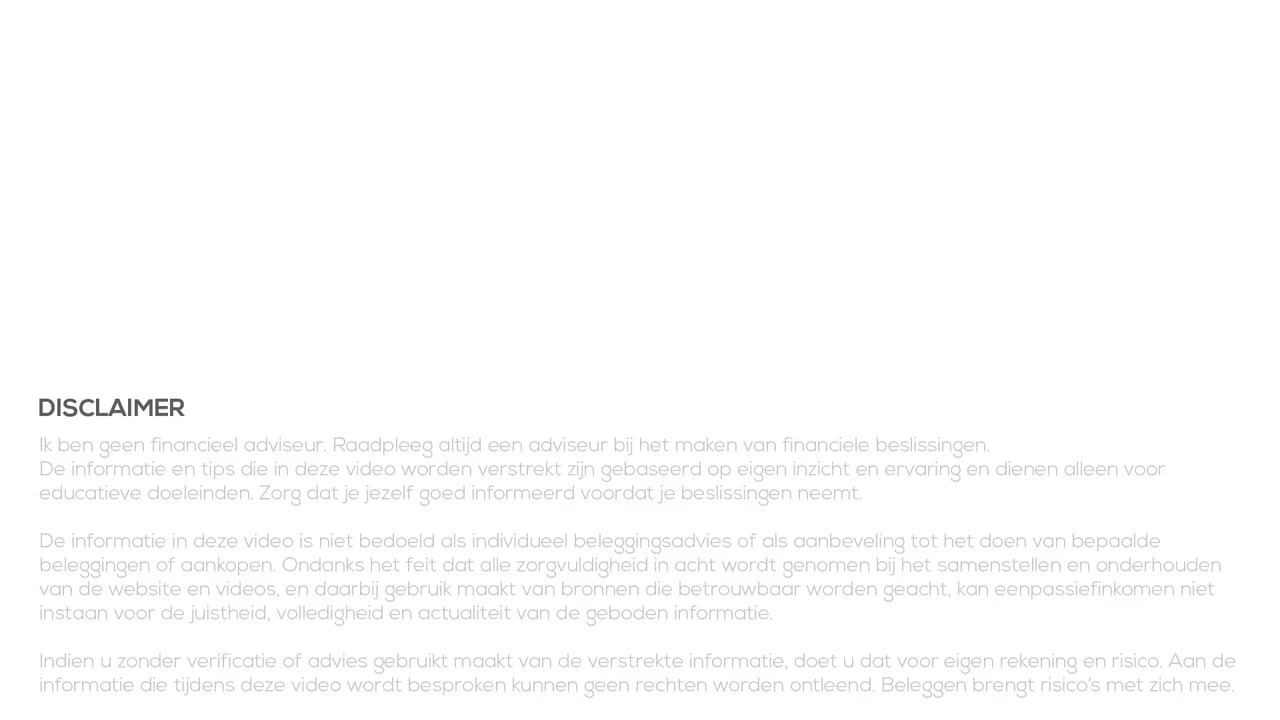 DISCLAIMER
Ik ben geen financieel adviseur. Raadpleeg altijd een adviseur bij het maken van financiele beslissingen.
De informatie en tips die in deze video worden verstrekt zijn gebaseerd op eigen inzicht en ervaring en dienen alleen voor
educatieve doeleinden. Zorg dat je jezelf goed informeerd voordat je beslissingen neemt.
De informatie in deze video is niet bedoeld als individueel beleggingsadvies of als aanbeveling tot het doen van bepaalde
beleggingen of aankopen. Ondanks het feit dat alle zorgvuldigheid in acht wordt genomen bij het samenstellen en onderhouden
van de website en videos, en daarbij gebruik maakt van bronnen die betrouwbaar worden geacht, kan eenpassiefinkomen niet
instaan voor de juistheid, volledigheid en actualiteit van de geboden informatie.
Indien u zonder verificatie of advies gebruikt maakt van de verstrekte informatie, doet u dat voor eigen rekening en risico. Aan de
informatie die tijdens deze video wordt besproken kunnen geen rechten worden ontleend. Beleggen brengt risico's met zich mee.